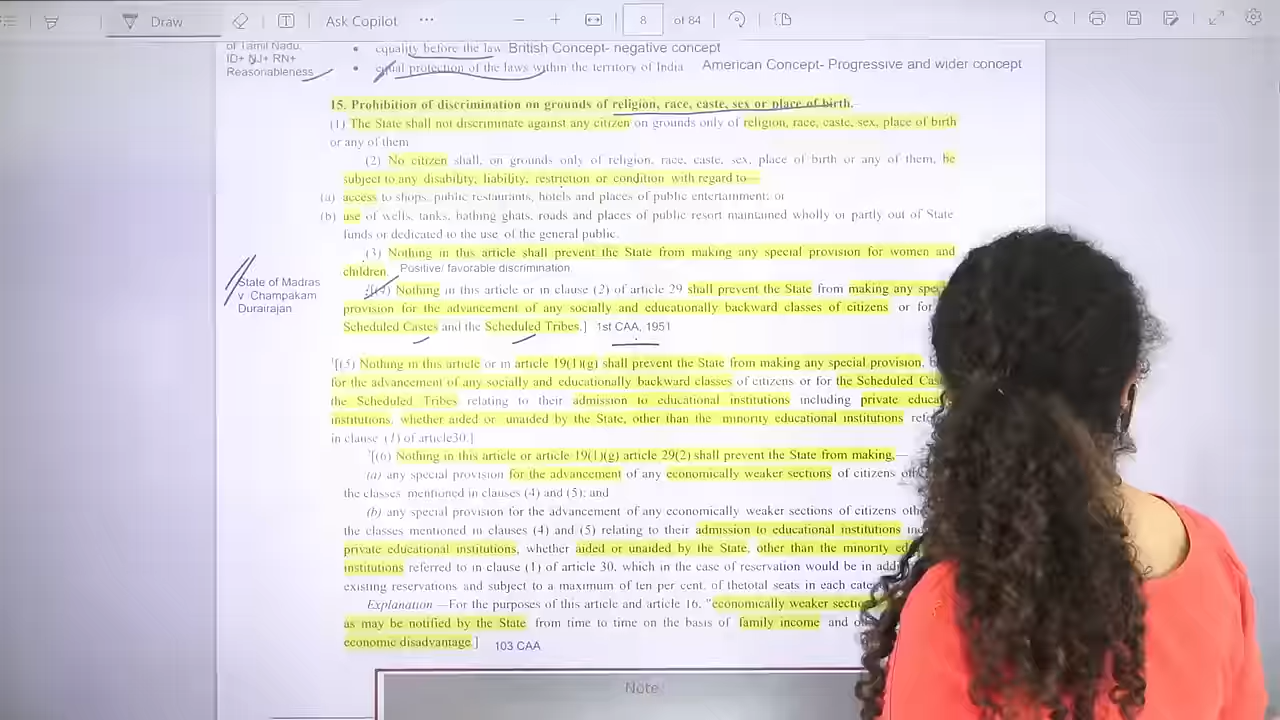 Draw
Ask Copilot
8 of 84
of Tamil Nadu.
ID+ NJ+ RN+
Reasonableness
• equality before the law British Concept- negative concept
• equal protection of the laws within the territory of India American Concept- Progressive and wider concept
15. Prohibition of discrimination on grounds of religion, race, caste, sex or place of birth.
(1) The State shall not discriminate against any citizen on grounds only of religion, race, caste, sex, place of birth
or any of them
(2) No citizen shall, on grounds only of religion, race, caste, sex, place of birth or any of them, be
subject to any disability, liability, restriction or condition with regard to—
(a) access to shops, public restaurants, hotels and places of public entertainment; or
(b) use of wells, tanks, bathing ghats, roads and places of public resort maintained wholly or partly out of State
funds or dedicated to the use of the general public.
(3) Nothing in this article shall prevent the State from making any special provision for women and
children. Positive/ favorable discrimination
State of Madras
v Champakam
Durairajan
[(4) Nothing in this article or in clause (2) of article 29 shall prevent the State from making any
provision for the advancement of any socially and educationally backward classes of citizens or for
Scheduled Castes and the Scheduled Tribes.] 1st CAA, 1951
[(5) Nothing in this article or in article 19(1)(g) shall prevent the State from making any special provision,
for the advancement of any socially and educationally backward classes of citizens or for the Scheduled
the Scheduled Tribes relating to their admission to educational institutions including private
institutions, whether aided or unaided by the State, other than the minority educational institutions
in clause (1) of article30.]
[(6) Nothing in this article or article 19(1)(g) article 29(2) shall prevent the State from making,—
(a) any special provision for the advancement of any economically weaker sections of citizens
the classes mentioned in clauses (4) and (5); and
(b) any special provision for the advancement of any economically weaker sections of citizens
the classes mentioned in clauses (4) and (5) relating to their admission to educational institutions
private educational institutions, whether aided or unaided by the State, other than the minority
institutions referred to in clause (1) of article 30, which in the case of reservation would be in
existing reservations and subject to a maximum of ten per cent. of thetotal seats in each
Explanation —For the purposes of this article and article 16, "economically weaker
as may be notified by the State from time to time on the basis of family income and
economic disadvantage.] 103 CAA
Note: